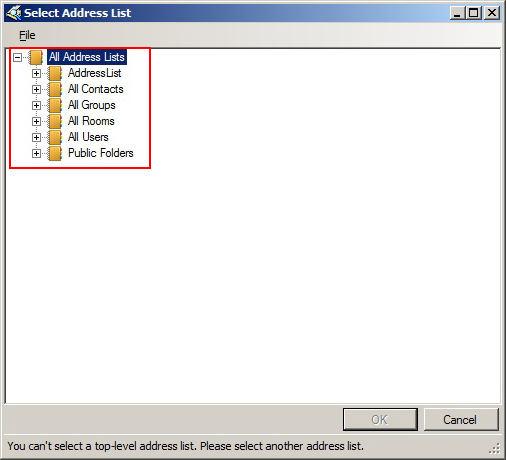 Select Address List
File
All Address Lists
AddressList
All Contacts
All Groups
All Rooms
All Users
Public Folders
OK
Cancel
You can't select a top-level address list. Please select another address list.